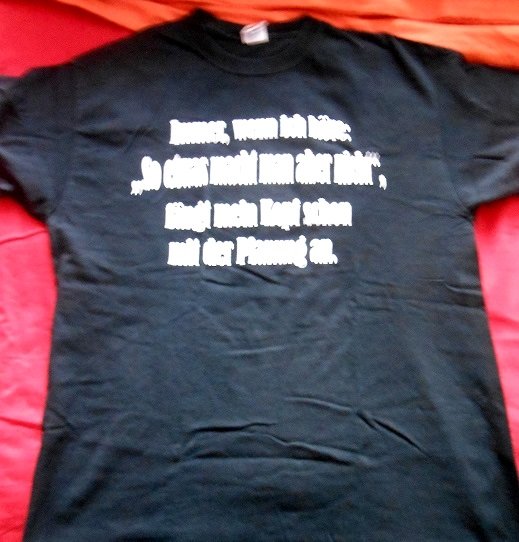 Immer, wenn ich höre:
„So etwas macht man aber nicht“,
fängt mein Kopf schon
mit der Planung an.